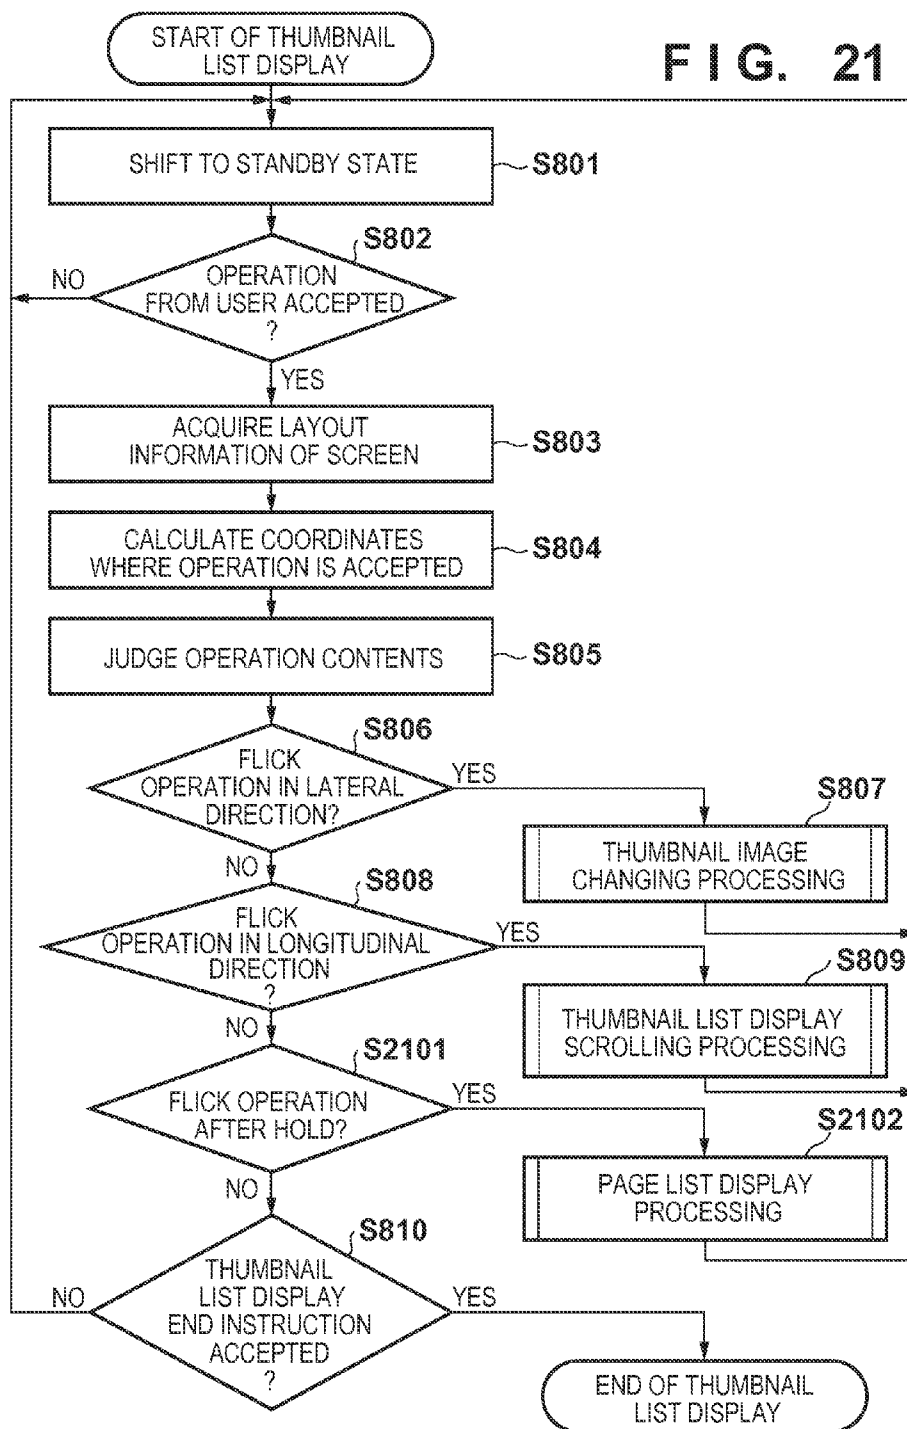 START OF THUMBNAIL
LIST DISPLAY
FIG. 21
SHIFT TO STANDBY STATE
S801
S802
OPERATION
FROM USER ACCEPTED
?
NO
YES
ACQUIRE LAYOUT
INFORMATION OF SCREEN
S803
CALCULATE COORDINATES
WHERE OPERATION IS ACCEPTED
S804
JUDGE OPERATION CONTENTS
S805
S806
FLICK
OPERATION IN LATERAL
DIRECTION?
YES
NO
S807
THUMBNAIL IMAGE
CHANGING PROCESSING
S808
FLICK
OPERATION IN LONGITUDINAL
DIRECTION
?
YES
NO
S809
THUMBNAIL LIST DISPLAY
SCROLLING PROCESSING
S2101
FLICK OPERATION
AFTER HOLD?
YES
NO
S2102
PAGE LIST DISPLAY
PROCESSING
S810
THUMBNAIL
LIST DISPLAY
END INSTRUCTION
ACCEPTED
?
NO
YES
END OF THUMBNAIL
LIST DISPLAY